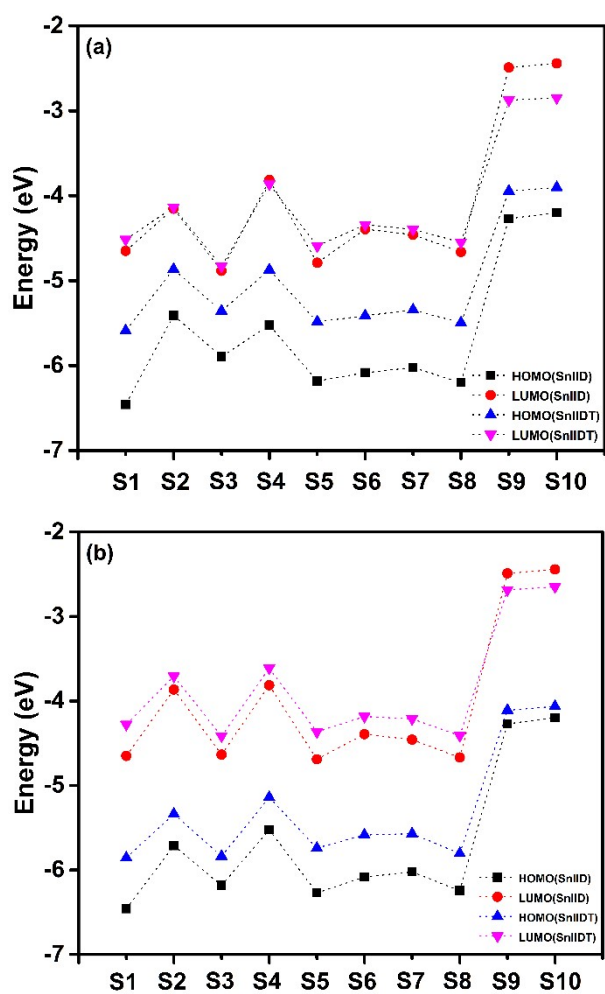 (a)
Energy (eV)
-2
-3
-4
-5
-6
-7
HOMO(SnIID)
LUMO(SnIID)
HOMO(SnIIDT)
LUMO(SnIIDT)
S1 S2 S3 S4 S5 S6 S7 S8 S9 S10
(b)
Energy (eV)
-2
-3
-4
-5
-6
-7
HOMO(SnIID)
LUMO(SnIID)
HOMO(SnIIDT)
LUMO(SnIIDT)
S1 S2 S3 S4 S5 S6 S7 S8 S9 S10